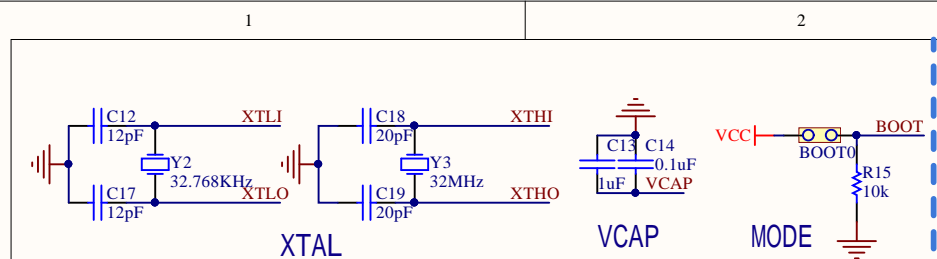 1
2
C12
12pF
XTLI
Y2
32.768KHz
C17
12pF
XTLO
C18
20pF
XTHI
Y3
32MHz
C19
20pF
XTHO
XTAL
C13
C14
0.1uF
1uF
VCAP
VCAP
VCC
BOOT
BOOT0
R15
10k
MODE